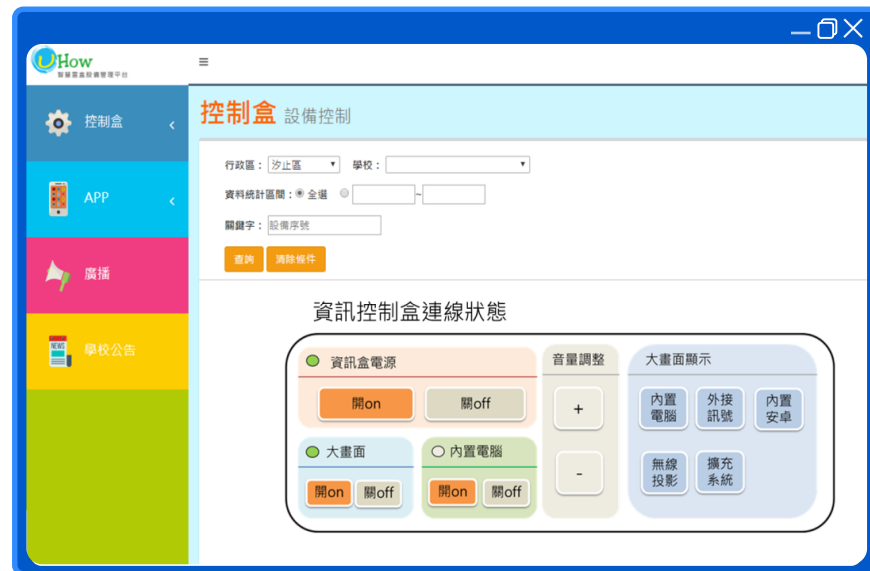 UHow
智慧雲盒設備管理平台
≡
控制盒 <
APP <
廣播
學校公告
NEWS
控制盒 設備控制
行政區： 汐止區 ▼ 學校： ▼
資料統計區間：◉ 全選 ○ ~
關鍵字： 設備序號
查詢 清除條件
資訊控制盒連線狀態
資訊盒電源
開on 關off
大畫面
開on 關off
內置電腦
開on 關off
音量調整
+
-
大畫面顯示
內置
電腦
外接
訊號
內置
安卓
無線
投影
擴充
系統